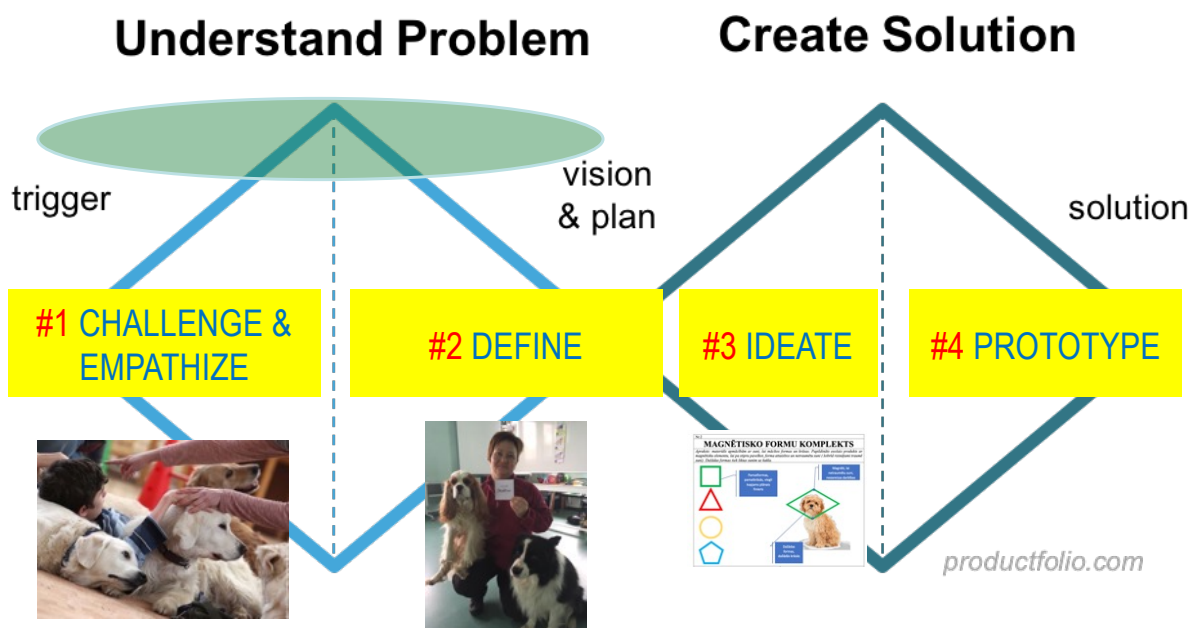 Understand Problem
Create Solution
trigger
vision
& plan
solution
#1 CHALLENGE &
EMPATHIZE
#2 DEFINE
#3 IDEATE
#4 PROTOTYPE
MAGNĒTISKO FORMU KOMPLEKTS
productfolio.com